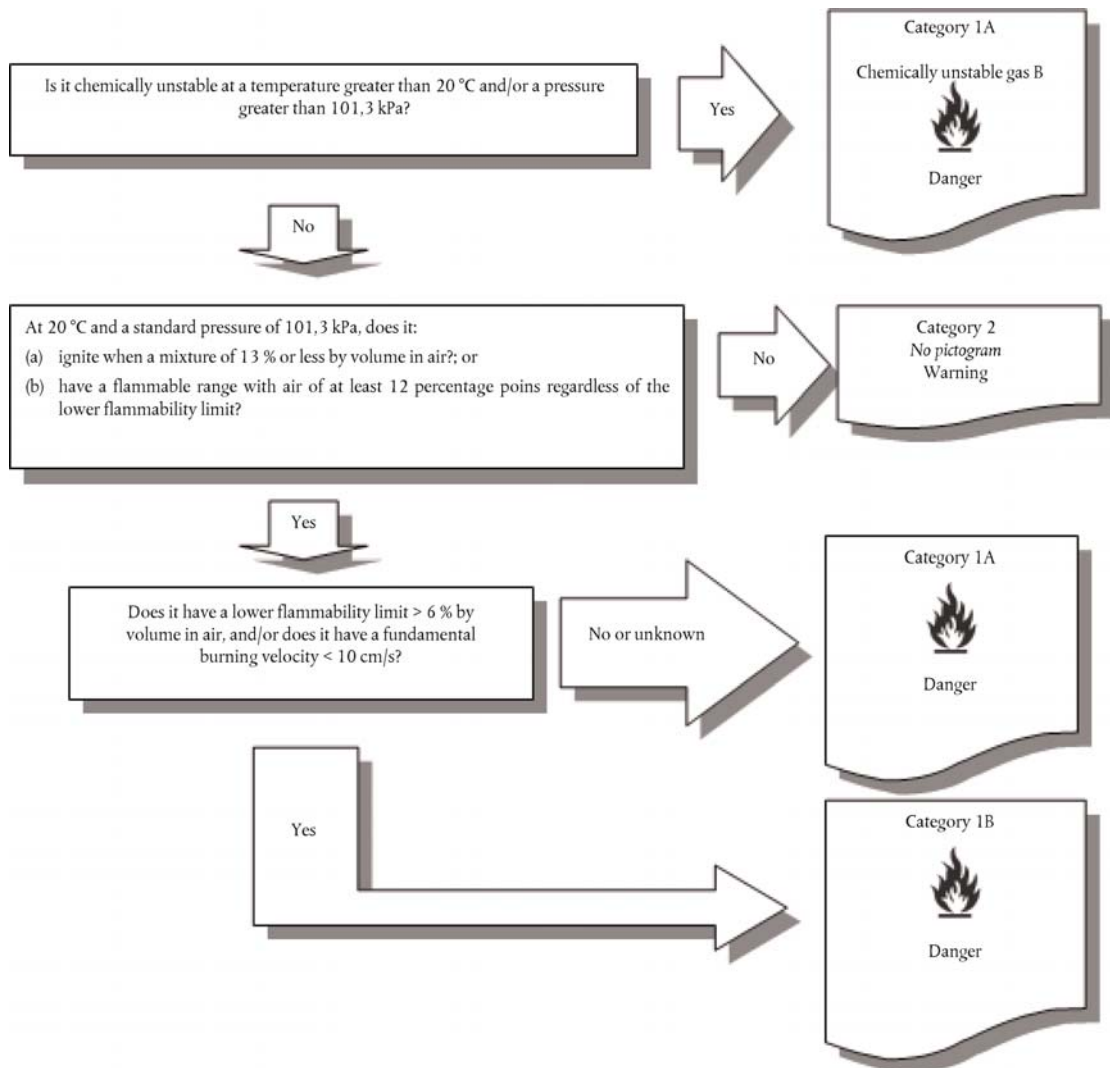 Category 1A
Is it chemically unstable at a temperature greater than 20 °C and/or a pressure
greater than 101,3 kPa?
Yes
Chemically unstable gas B
Danger
No
At 20 °C and a standard pressure of 101,3 kPa, does it:
(a) ignite when a mixture of 13 % or less by volume in air?; or
(b) have a flammable range with air of at least 12 percentage poins regardless of the
lower flammability limit?
No
Category 2
No pictogram
Warning
Yes
Does it have a lower flammability limit > 6 % by
volume in air, and/or does it have a fundamental
burning velocity < 10 cm/s?
No or unknown
Category 1A
Danger
Yes
Category 1B
Danger